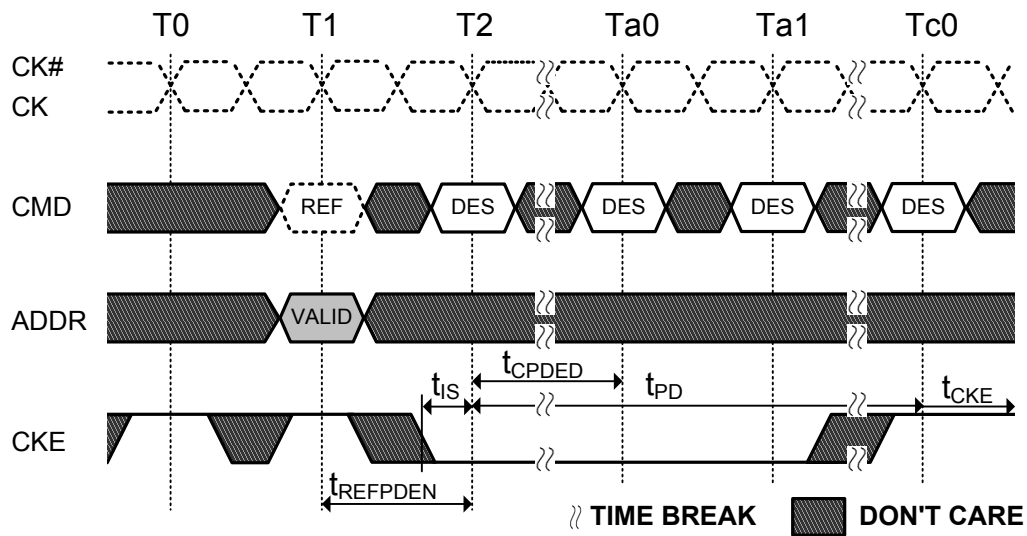 T0 T1 T2 Ta0 Ta1 Tc0
CK#
CK
CMD REF DES DES DES DES
ADDR VALID
tCPDED
tIS tPD tCKE
CKE
tREFPDEN
TIME BREAK DON'T CARE